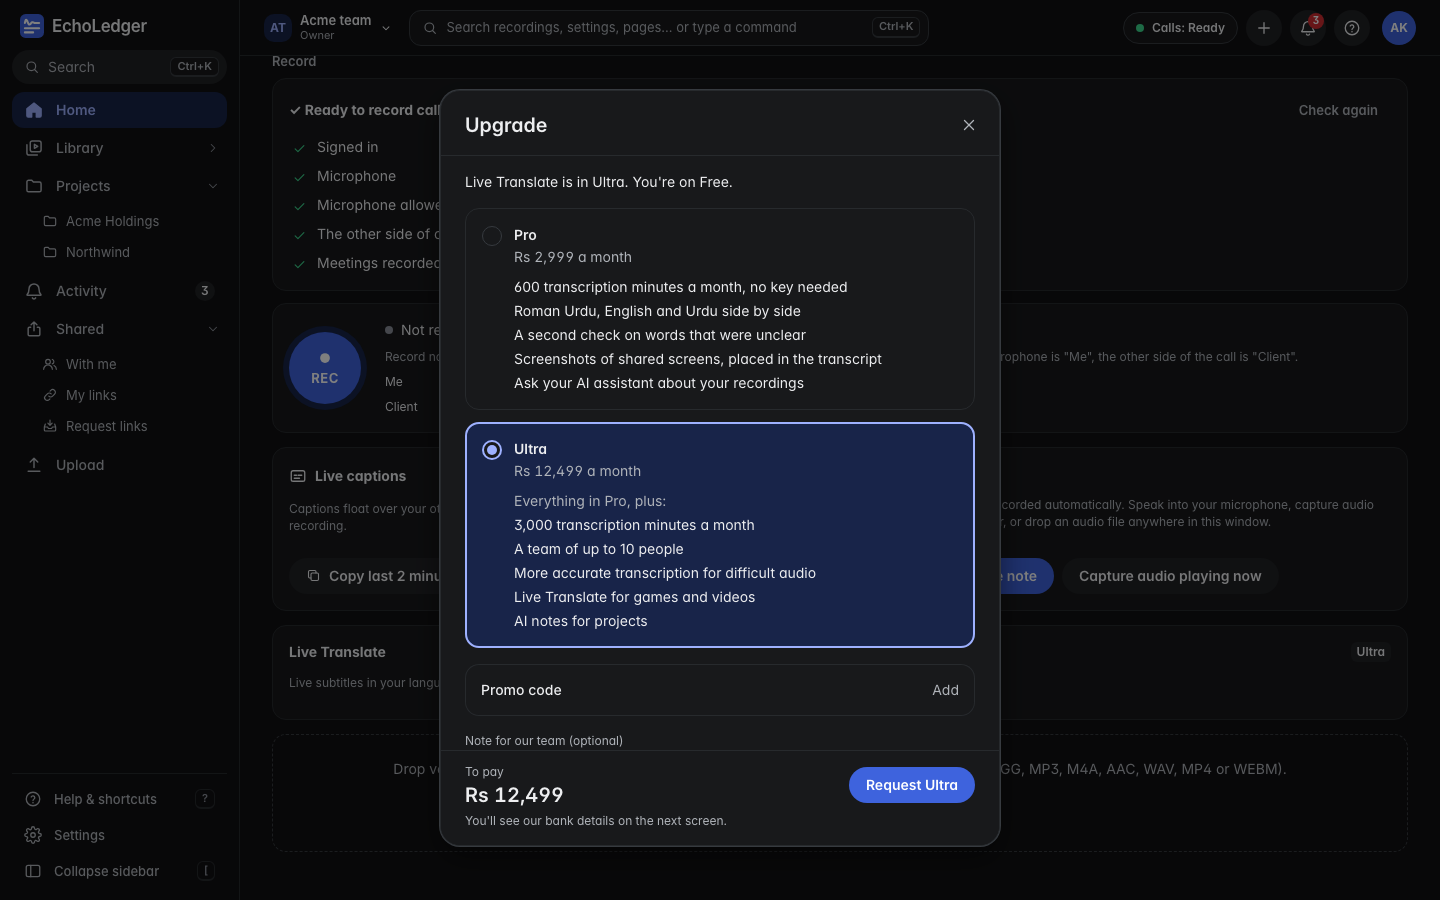 EchoLedger
Search Ctrl+K
Home
Library
Projects
Acme Holdings
Northwind
Activity 3
Shared
With me
My links
Request links
Upload
Help & shortcuts ?
Settings
Collapse sidebar [
AT Acme team
Owner
Search recordings, settings, pages... or type a command Ctrl+K
Calls: Ready
3
AK
Record
Ready to record call
Check again
Signed in
Microphone
Microphone allowe
The other side of
Meetings recorded
REC
Not re
Record
Me
Client
rophone is "Me", the other side of the call is "Client".
Live captions
Captions float over your
recording.
Copy last 2 minu
corded automatically. Speak into your microphone, capture audio
, or drop an audio file anywhere in this window.
note
Capture audio playing now
Live Translate
Ultra
Live subtitles in your langu
Drop
GG, MP3, M4A, AAC, WAV, MP4 or WEBM).
Upgrade
Live Translate is in Ultra. You're on Free.
Pro
Rs 2,999 a month
600 transcription minutes a month, no key needed
Roman Urdu, English and Urdu side by side
A second check on words that were unclear
Screenshots of shared screens, placed in the transcript
Ask your AI assistant about your recordings
Ultra
Rs 12,499 a month
Everything in Pro, plus:
3,000 transcription minutes a month
A team of up to 10 people
More accurate transcription for difficult audio
Live Translate for games and videos
AI notes for projects
Promo code Add
Note for our team (optional)
To pay
Rs 12,499
You'll see our bank details on the next screen.
Request Ultra